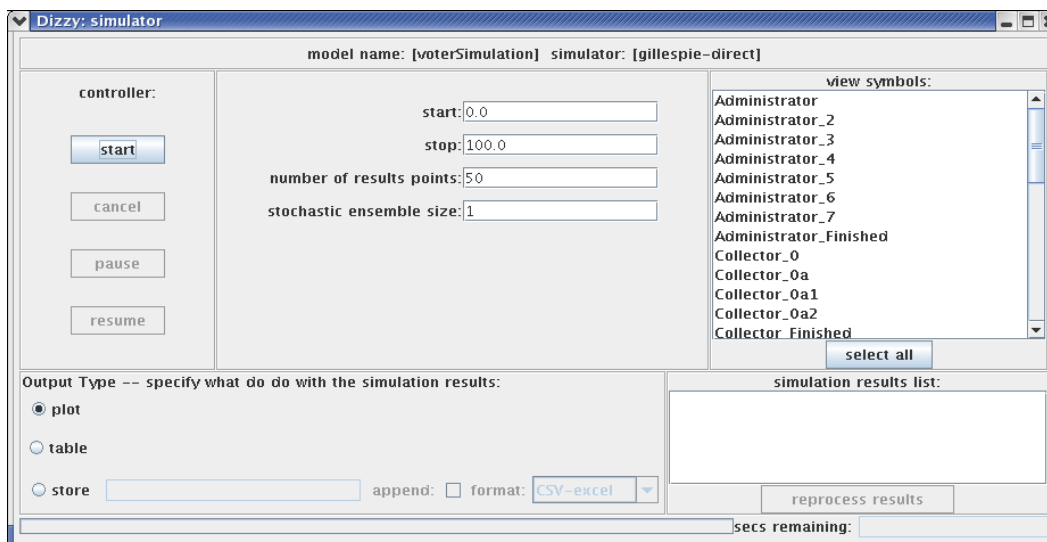 Dizzy: simulator
model name: [voterSimulation] simulator: [gillespie-direct]
controller:
start
cancel
pause
resume
start: 0.0
stop: 100.0
number of results points: 50
stochastic ensemble size: 1
view symbols:
Administrator
Administrator_2
Administrator_3
Administrator_4
Administrator_5
Administrator_6
Administrator_7
Administrator_Finished
Collector_0
Collector_0a
Collector_0a1
Collector_0a2
Collector_Finished
select all
Output Type -- specify what do do with the simulation results:
plot
table
store append: format: CSV-excel
simulation results list:
reprocess results
secs remaining: